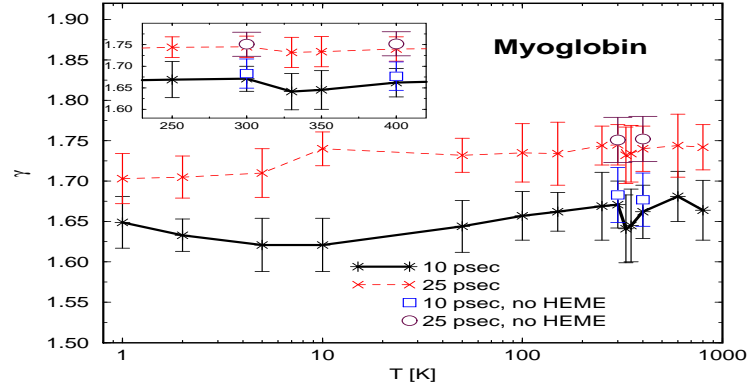 Myoglobin
1.90
1.85
1.80
1.75
1.70
1.65
1.60
1.55
1.50
γ
1.75
1.70
1.65
1.60
250 300 350 400
10 psec
25 psec
10 psec, no HEME
25 psec, no HEME
1 10 100 1000
T [K]